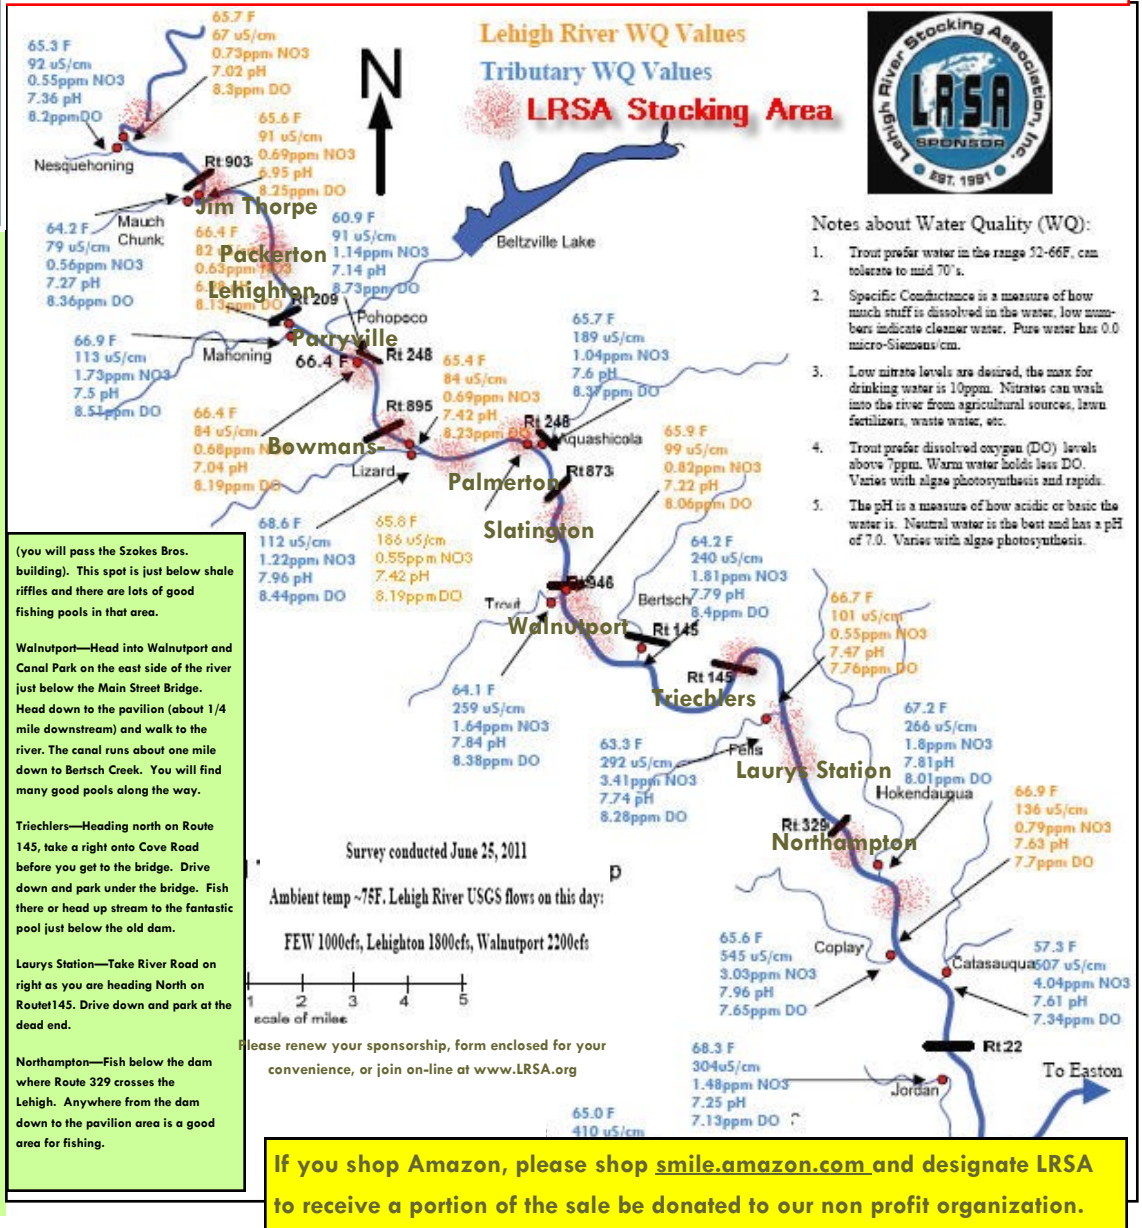 65.7 F
67 uS/cm
0.73ppm NO3
7.02 pH
8.3ppm DO
65.3 F
92 uS/cm
0.55ppm NO3
7.36 pH
8.2ppmDO
Nesquehoning
Lehigh River WQ Values
Tributary WQ Values
LRSA Stocking Area
N
Lehigh River Stocking Association, Inc.
LRSA
SPONSOR
EST. 1991
65.6 F
91 uS/cm
0.69ppm NO3
6.95 pH
8.25ppm DO
Rt 903
Jim Thorpe
Mauch
Chunk
64.2 F
79 uS/cm
0.56ppm NO3
7.27 pH
8.36ppm DO
66.4 F
82
0.63ppm NO3
8.13ppm DO
Packerton
Lehighton
60.9 F
91 uS/cm
1.14ppm NO3
7.14 pH
8.73ppm DO
Beltzville Lake
Rt 209
Pohopoco
Parryville
Mahoning
66.4 F
Rt 248
66.9 F
113 uS/cm
1.73ppm NO3
7.5 pH
8.51ppm DO
65.7 F
189 uS/cm
1.04ppm NO3
7.6 pH
8.37ppm DO
65.4 F
84 uS/cm
0.69ppm NO3
7.42 pH
8.23ppm DO
66.4 F
84 uS/cm
0.68ppm
7.04 pH
8.19ppm DO
Rt 895
Bowmans-
Lizard
Rt 248
Aquashicola
Palmerton
Rt 873
Slatington
65.9 F
99 uS/cm
0.82ppm NO3
7.22 pH
8.06ppm DO
68.6 F
112 uS/cm
1.22ppm NO3
7.96 pH
8.44ppm DO
65.8 F
186 uS/cm
0.55ppm NO3
7.42 pH
8.19ppm DO
64.2 F
240 uS/cm
1.81ppm NO3
7.79 pH
8.4ppm DO
946
Trout
Bertsch
Walnutport
Rt 145
Rt 145
Triechlers
66.7 F
101 uS/cm
0.55ppm NO3
7.47 pH
7.76ppm DO
64.1 F
259 uS/cm
1.64ppm NO3
7.84 pH
8.38ppm DO
63.3 F
292 uS/cm
3.41ppm NO3
7.74 pH
8.28ppm DO
Fells
Laurys Station
67.2 F
266 uS/cm
1.8ppm NO3
7.81pH
8.01ppm DO
Hokendauqua
Rt 329
Northampton
66.9 F
136 uS/cm
0.79ppm NO3
7.63 pH
7.7ppm DO
65.6 F
545 uS/cm
3.03ppm NO3
7.96 pH
7.65ppm DO
Coplay
Catasauqua
57.3 F
507 uS/cm
4.04ppm NO3
7.61 pH
7.34ppm DO
Rt 22
To Easton
68.3 F
304uS/cm
1.48ppm NO3
7.25 pH
7.13ppm DO
Jordan
65.0 F
410 uS/cm
Notes about Water Quality (WQ):
1. Trout prefer water in the range 52-66F, can
tolerate to mid 70's.
2. Specific Conductance is a measure of how
much stuff is dissolved in the water, low num-
bers indicate cleaner water. Pure water has 0.0
micro-Siemens/cm.
3. Low nitrate levels are desired, the max for
drinking water is 10ppm. Nitrates can wash
into the river from agricultural sources, lawn
fertilizers, waste water, etc.
4. Trout prefer dissolved oxygen (DO) levels
above 7ppm. Warm water holds less DO.
Varies with algae photosynthesis and rapids.
5. The pH is a measure of how acidic or basic the
water is. Neutral water is the best and has a pH
of 7.0. Varies with algae photosynthesis.
(you will pass the Szokes Bros.
building). This spot is just below shale
riffles and there are lots of good
fishing pools in that area.
Walnutport—Head into Walnutport and
Canal Park on the east side of the river
just below the Main Street Bridge.
Head down to the pavilion (about 1/4
mile downstream) and walk to the
river. The canal runs about one mile
down to Bertsch Creek. You will find
many good pools along the way.
Triechlers—Heading north on Route
145, take a right onto Cove Road
before you get to the bridge. Drive
down and park under the bridge. Fish
there or head up stream to the fantastic
pool just below the old dam.
Laurys Station—Take River Road on
right as you are heading North on
Route145. Drive down and park at the
dead end.
Northampton—Fish below the dam
where Route 329 crosses the
Lehigh. Anywhere from the dam
down to the pavilion area is a good
area for fishing.
Survey conducted June 25, 2011
p
Ambient temp ~75F. Lehigh River USGS flows on this day:
FEW 1000cfs, Lehighton 1800cfs, Walnutport 2200cfs
1 2 3 4 5
scale of miles
Please renew your sponsorship, form enclosed for your
convenience, or join on-line at www.LRSA.org
If you shop Amazon, please shop smile.amazon.com and designate LRSA
to receive a portion of the sale be donated to our non profit organization.